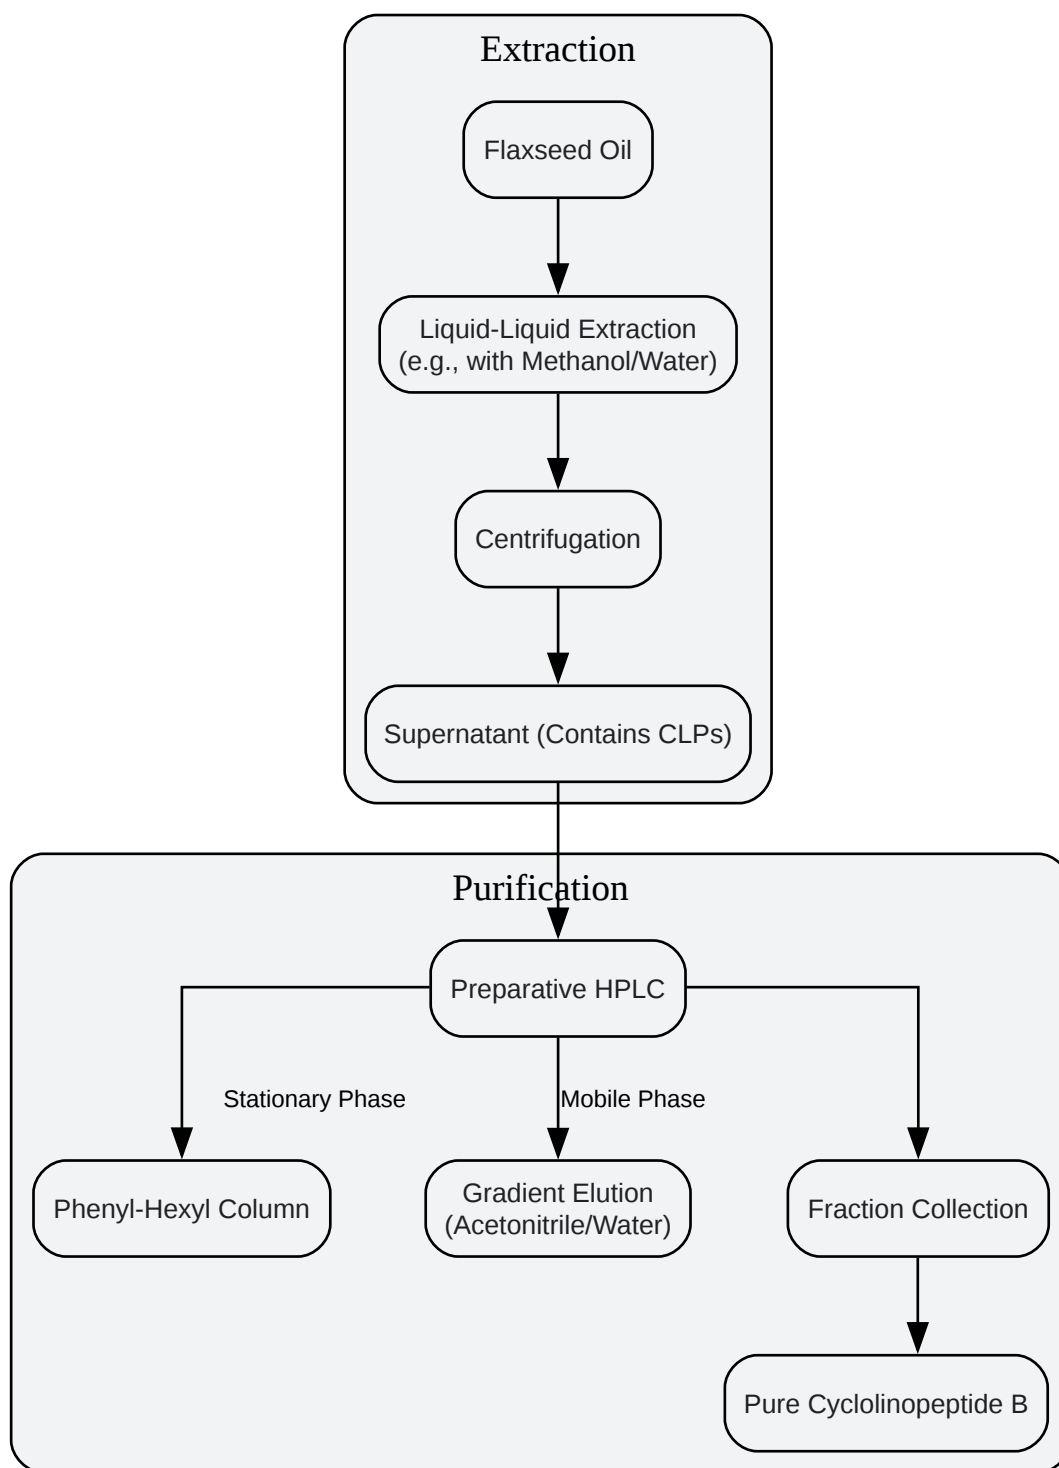 Extraction
Flaxseed Oil
Liquid-Liquid Extraction
(e.g., with Methanol/Water)
Centrifugation
Supernatant (Contains CLPs)
Purification
Preparative HPLC
Stationary Phase
Mobile Phase
Phenyl-Hexyl Column
Gradient Elution
(Acetonitrile/Water)
Fraction Collection
Pure Cyclolinopeptide B